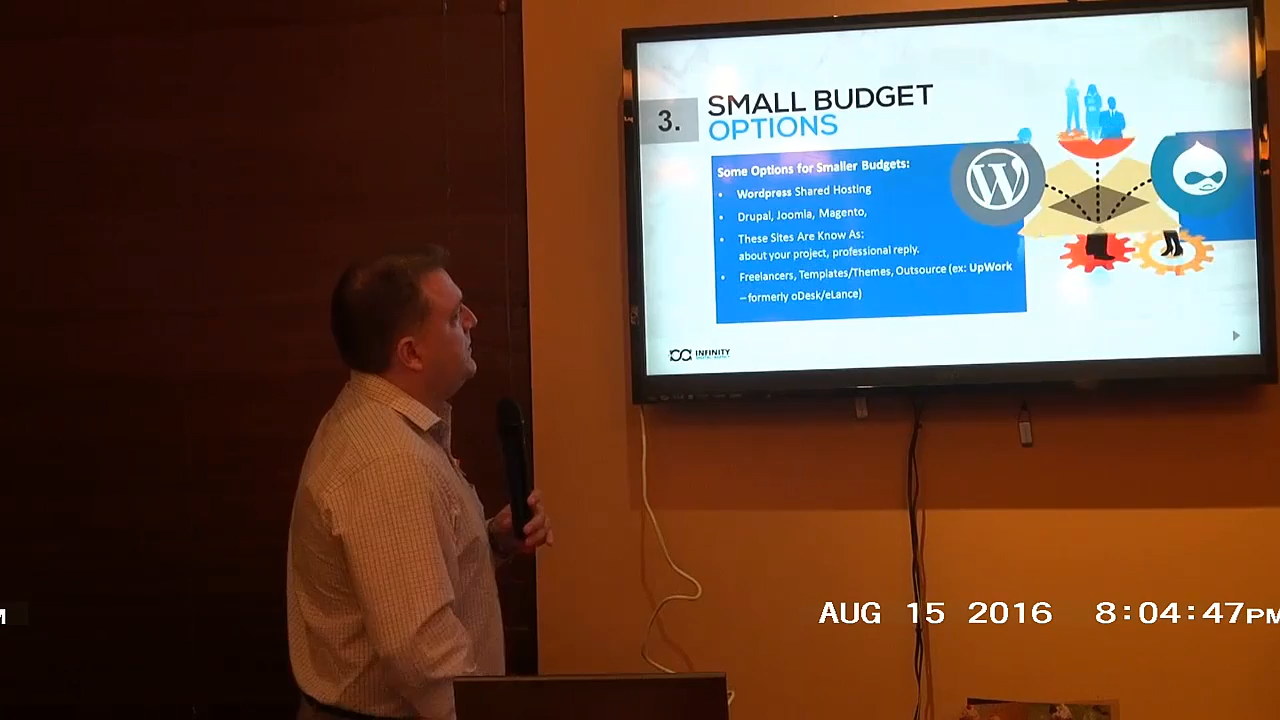 3.
SMALL BUDGET
OPTIONS
Some Options for Smaller Budgets:
• Wordpress Shared Hosting
• Drupal, Joomla, Magento,
• These Sites Are Know As:
about your project, professional reply.
• Freelancers, Templates/Themes, Outsource (ex: UpWork
– formerly oDesk/eLance)
INFINITY
M
AUG 15 2016 8:04:47PM